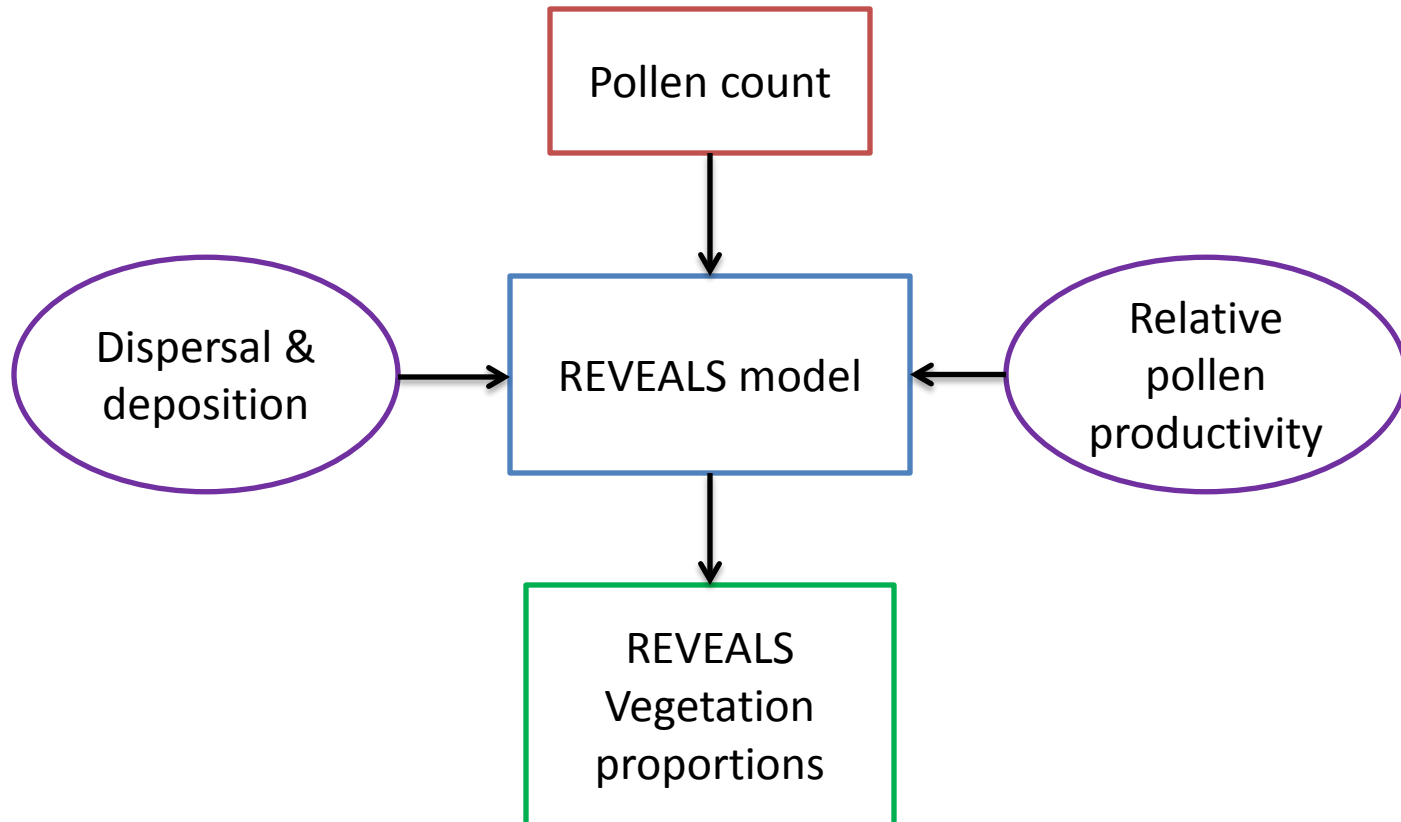 Pollen count
Dispersal &
deposition
REVEALS model
Relative
pollen
productivity
REVEALS
Vegetation
proportions